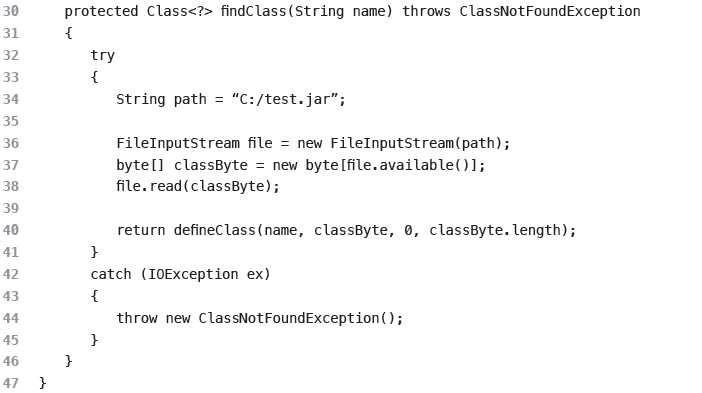 30 protected Class<?> findClass(String name) throws ClassNotFoundException
31 {
32 try
33 {
34 String path = “C:/test.jar”;
35
36 FileInputStream file = new FileInputStream(path);
37 byte[] classByte = new byte[file.available()];
38 file.read(classByte);
39
40 return defineClass(name, classByte, 0, classByte.length);
41 }
42 catch (IOException ex)
43 {
44 throw new ClassNotFoundException();
45 }
46 }
47 }